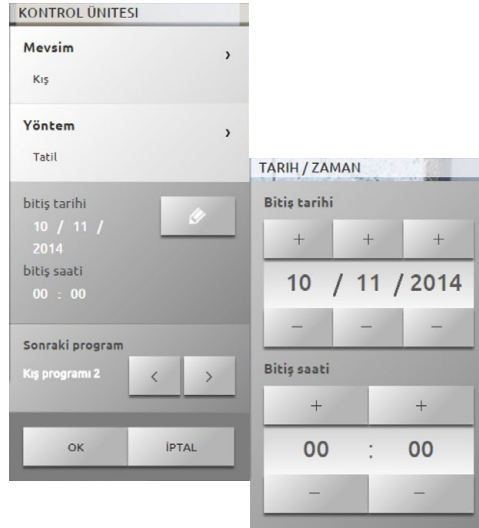 KONTROL ÜNITESI
Mevsim
Kış
Yöntem
Tatil
bitiş tarihi
10 / 11 /
2014
bitiş saati
00 : 00
Sonraki program
Kış programı 2
< >
OK İPTAL
TARIH / ZAMAN
Bitiş tarihi
+ + +
10 / 11 / 2014
− − −
Bitiş saati
+ +
00 : 00
− −